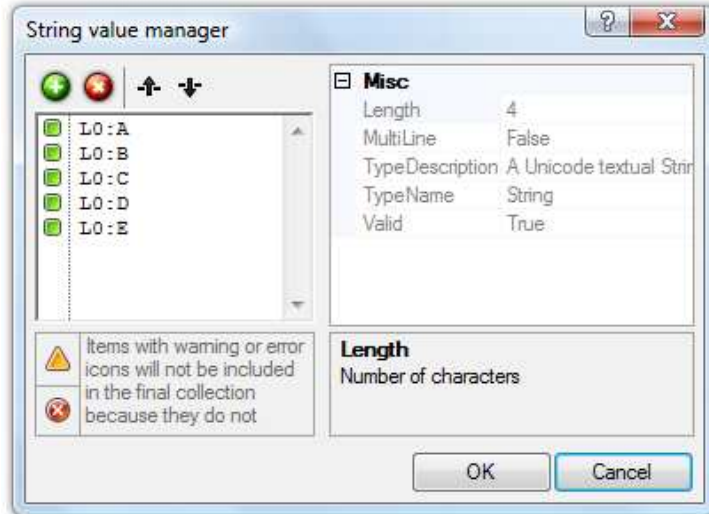 String value manager
L0:A
L0:B
L0:C
L0:D
L0:E
Items with warning or error
icons will not be included
in the final collection
because they do not
Misc
Length 4
MultiLine False
TypeDescription A Unicode textual Strin
TypeName String
Valid True
Length
Number of characters
OK
Cancel